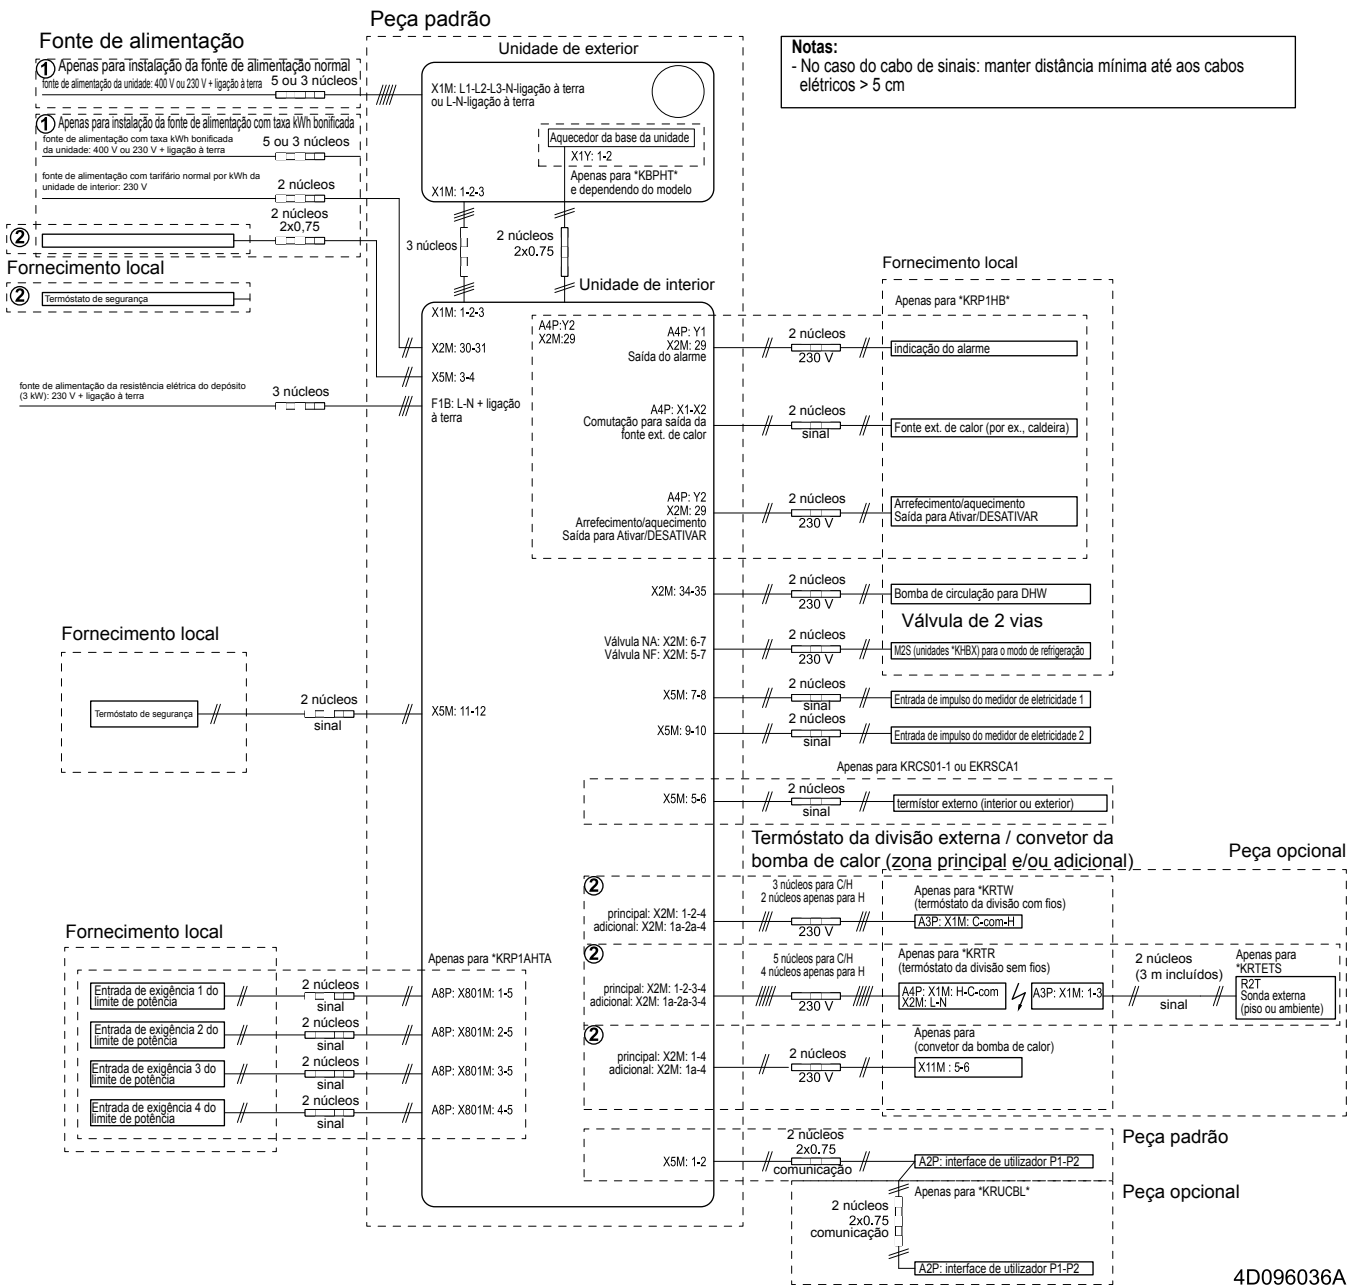 Peça padrão
Fonte de alimentação
① Apenas para instalação da fonte de alimentação normal
fonte de alimentação da unidade: 400 V ou 230 V + ligação à terra
5 ou 3 núcleos
① Apenas para instalação da fonte de alimentação com taxa kWh bonificada
fonte de alimentação com taxa kWh bonificada
da unidade: 400 V ou 230 V + ligação à terra
5 ou 3 núcleos
fonte de alimentação com tarifário normal por kWh da
unidade de interior: 230 V
2 núcleos
2 núcleos
2x0,75
②
Fornecimento local
②
Termóstato de segurança
fonte de alimentação da resistência elétrica do depósito
(3 kW): 230 V + ligação à terra
3 núcleos
Unidade de exterior
X1M: L1-L2-L3-N-ligação à terra
ou L-N-ligação à terra
Aquecedor da base da unidade
X1Y: 1-2
Apenas para *KBPHT*
e dependendo do modelo
X1M: 1-2-3
3 núcleos
2 núcleos
2x0.75
Notas:
- No caso do cabo de sinais: manter distância mínima até aos cabos
elétricos > 5 cm
Unidade de interior
X1M: 1-2-3
X2M: 30-31
X5M: 3-4
F1B: L-N + ligação
à terra
A4P:Y2
X2M:29
Fornecimento local
Apenas para *KRP1HB*
A4P: Y1
X2M: 29
Saída do alarme
2 núcleos
230 V
indicação do alarme
A4P: X1-X2
Comutação para saída da
fonte ext. de calor
2 núcleos
sinal
Fonte ext. de calor (por ex., caldeira)
A4P: Y2
X2M: 29
Arrefecimento/aquecimento
Saída para Ativar/DESATIVAR
2 núcleos
230 V
Arrefecimento/aquecimento
Saída para Ativar/DESATIVAR
X2M: 34-35
2 núcleos
230 V
Bomba de circulação para DHW
Válvula de 2 vias
Válvula NA: X2M: 6-7
Válvula NF: X2M: 5-7
2 núcleos
230 V
M2S (unidades *KHBX) para o modo de refrigeração
X5M: 7-8
2 núcleos
sinal
Entrada de impulso do medidor de eletricidade 1
X5M: 9-10
2 núcleos
sinal
Entrada de impulso do medidor de eletricidade 2
Fornecimento local
Termóstato de segurança
2 núcleos
sinal
X5M: 11-12
Apenas para KRCS01-1 ou EKRSCA1
X5M: 5-6
2 núcleos
sinal
termístor externo (interior ou exterior)
Termóstato da divisão externa / convetor da
bomba de calor (zona principal e/ou adicional)
Peça opcional
②
principal: X2M: 1-2-4
adicional: X2M: 1a-2a-4
3 núcleos para C/H
2 núcleos apenas para H
230 V
Apenas para *KRTW
(termóstato da divisão com fios)
A3P: X1M: C-com-H
②
principal: X2M: 1-2-3-4
adicional: X2M: 1a-2a-3-4
5 núcleos para C/H
4 núcleos apenas para H
230 V
Apenas para *KRTR
(termóstato da divisão sem fios)
A4P: X1M: H-C-com
X2M: L-N
A3P: X1M: 1-3
2 núcleos
(3 m incluídos)
sinal
Apenas para
*KRTETS
R2T
Sonda externa
(piso ou ambiente)
②
principal: X2M: 1-4
adicional: X2M: 1a-4
2 núcleos
230 V
Apenas para
(convetor da bomba de calor)
X11M : 5-6
Fornecimento local
Apenas para *KRP1AHTA
Entrada de exigência 1 do
limite de potência
2 núcleos
sinal
A8P: X801M: 1-5
Entrada de exigência 2 do
limite de potência
2 núcleos
sinal
A8P: X801M: 2-5
Entrada de exigência 3 do
limite de potência
2 núcleos
sinal
A8P: X801M: 3-5
Entrada de exigência 4 do
limite de potência
2 núcleos
sinal
A8P: X801M: 4-5
X5M: 1-2
2 núcleos
2x0.75
comunicação
A2P: interface de utilizador P1-P2
Peça padrão
Apenas para *KRUCBL*
2 núcleos
2x0.75
comunicação
A2P: interface de utilizador P1-P2
Peça opcional
4D096036A